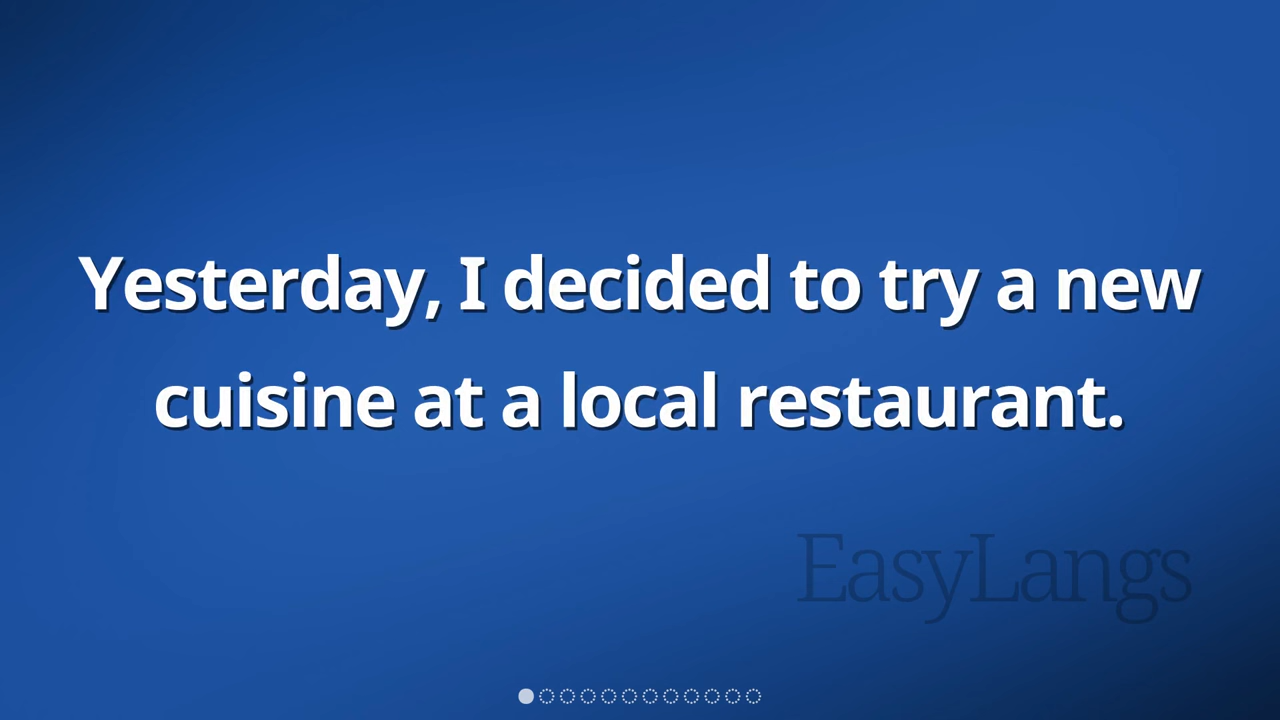 Yesterday, I decided to try a new
cuisine at a local restaurant.
EasyLangs